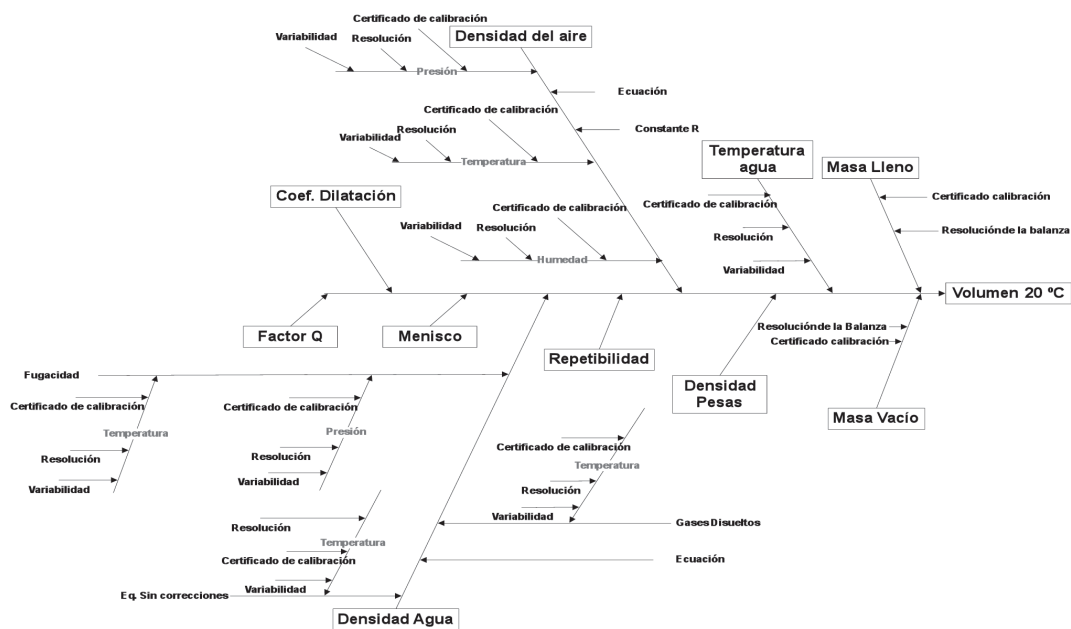 Certificado de calibración
Variabilidad
Resolución
Densidad del aire
Presión
Ecuación
Certificado de calibración
Constante R
Resolución
Variabilidad
Temperatura
Temperatura
agua
Masa Lleno
Coef. Dilatación
Certificado de calibración
Certificado calibración
Certificado de calibración
Variabilidad
Resolución
Resolución
Resoluciónde la balanza
Humedad
Variabilidad
Volumen 20 ºC
Factor Q
Menisco
Resoluciónde la Balanza
Certificado calibración
Repetibilidad
Fugacidad
Densidad
Pesas
Masa Vacío
Certificado de calibración
Certificado de calibración
Temperatura
Presión
Certificado de calibración
Resolución
Resolución
Temperatura
Variabilidad
Variabilidad
Resolución
Variabilidad
Gases Disueltos
Resolución
Temperatura
Certificado de calibración
Ecuación
Variabilidad
Eq. Sin correcciones
Densidad Agua